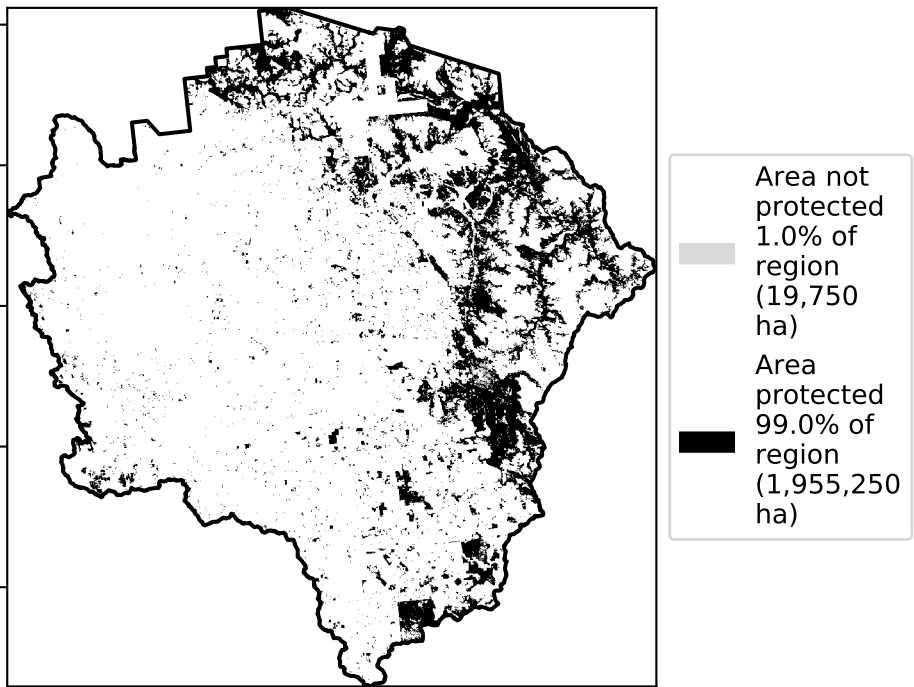 Area not
protected
1.0% of
region
(19,750
ha)
Area
protected
99.0% of
region
(1,955,250
ha)